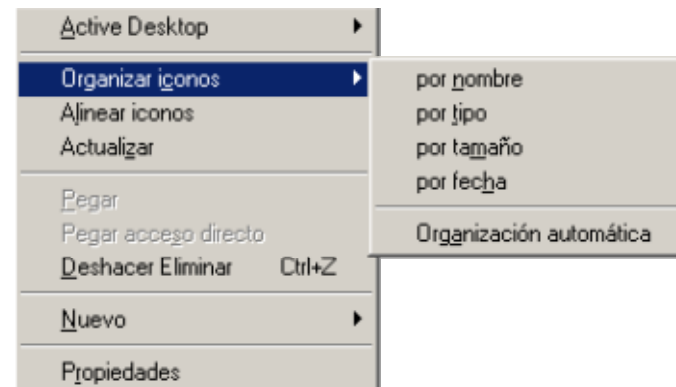 Active Desktop
Organizar iconos
Alinear iconos
Actualizar
Pegar
Pegar acceso directo
Deshacer Eliminar Ctrl+Z
Nuevo
Propiedades
por nombre
por tipo
por tamaño
por fecha
Organización automática